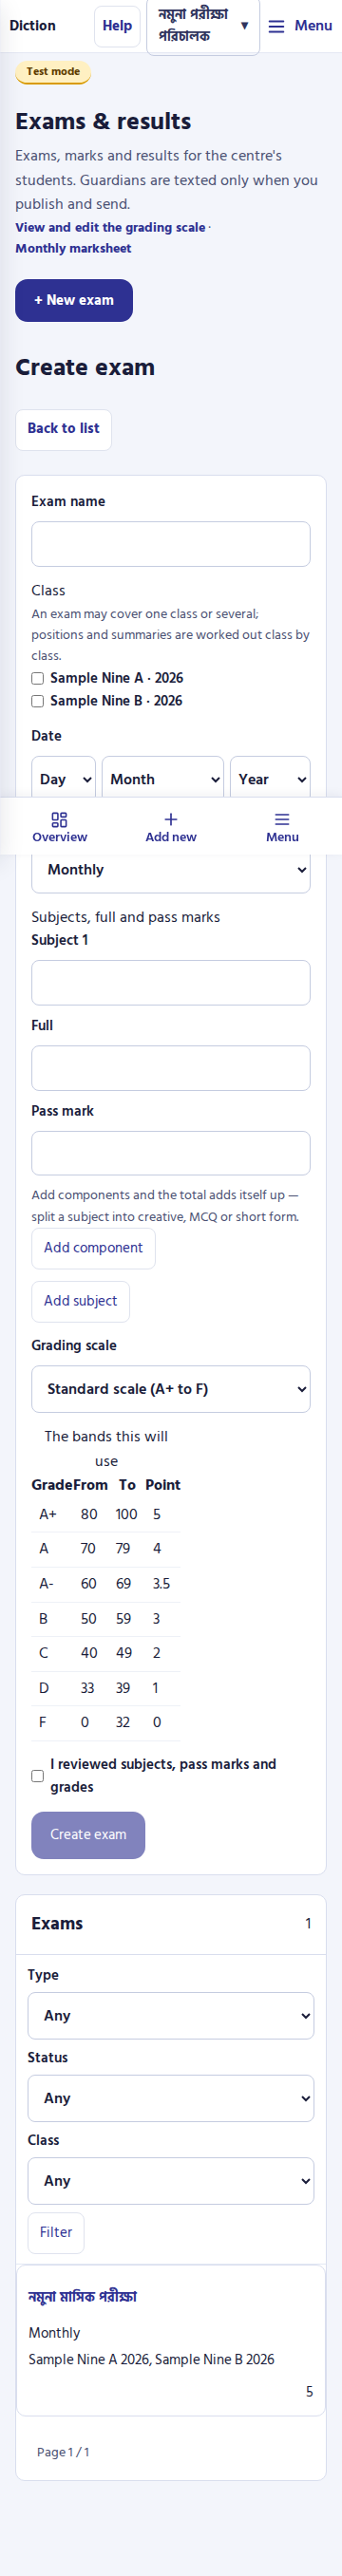 Diction
Help
নমুনা পরীক্ষা
পরিচালক
▾
Menu
Test mode
Exams & results
Exams, marks and results for the centre's
students. Guardians are texted only when you
publish and send.
View and edit the grading scale ·
Monthly marksheet
+ New exam
Create exam
Back to list
Exam name
Class
An exam may cover one class or several;
positions and summaries are worked out class by
class.
Sample Nine A · 2026
Sample Nine B · 2026
Date
Day Month Year
Overview Add new Menu
Monthly
Subjects, full and pass marks
Subject 1
Full
Pass mark
Add components and the total adds itself up —
split a subject into creative, MCQ or short form.
Add component
Add subject
Grading scale
Standard scale (A+ to F)
The bands this will
use
Grade From To Point
A+ 80 100 5
A 70 79 4
A- 60 69 3.5
B 50 59 3
C 40 49 2
D 33 39 1
F 0 32 0
I reviewed subjects, pass marks and
grades
Create exam
Exams 1
Type
Any
Status
Any
Class
Any
Filter
নমুনা মাসিক পরীক্ষা
Monthly
Sample Nine A 2026, Sample Nine B 2026
5
Page 1 / 1